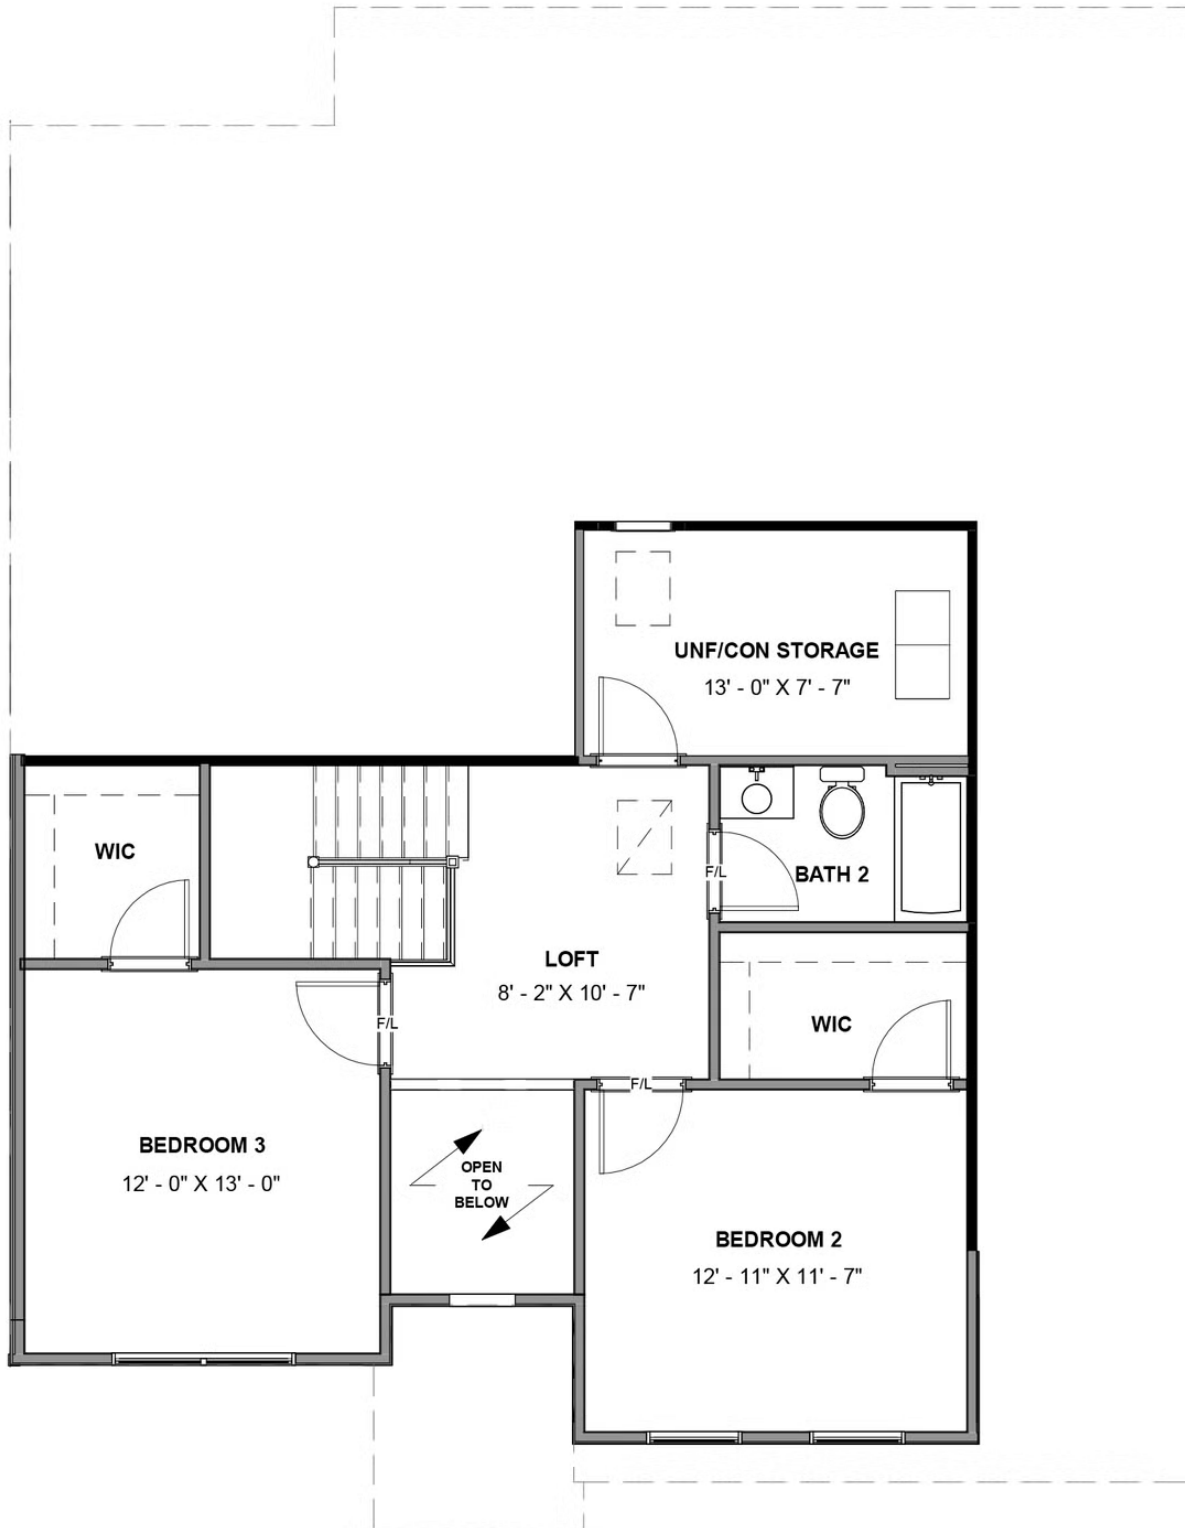 UNF/CON STORAGE
13' - 0" X 7' - 7"
WIC
F/L
BATH 2
LOFT
8' - 2" X 10' - 7"
F/L
WIC
F/L
BEDROOM 3
12' - 0" X 13' - 0"
OPEN
TO
BELOW
BEDROOM 2
12' - 11" X 11' - 7"